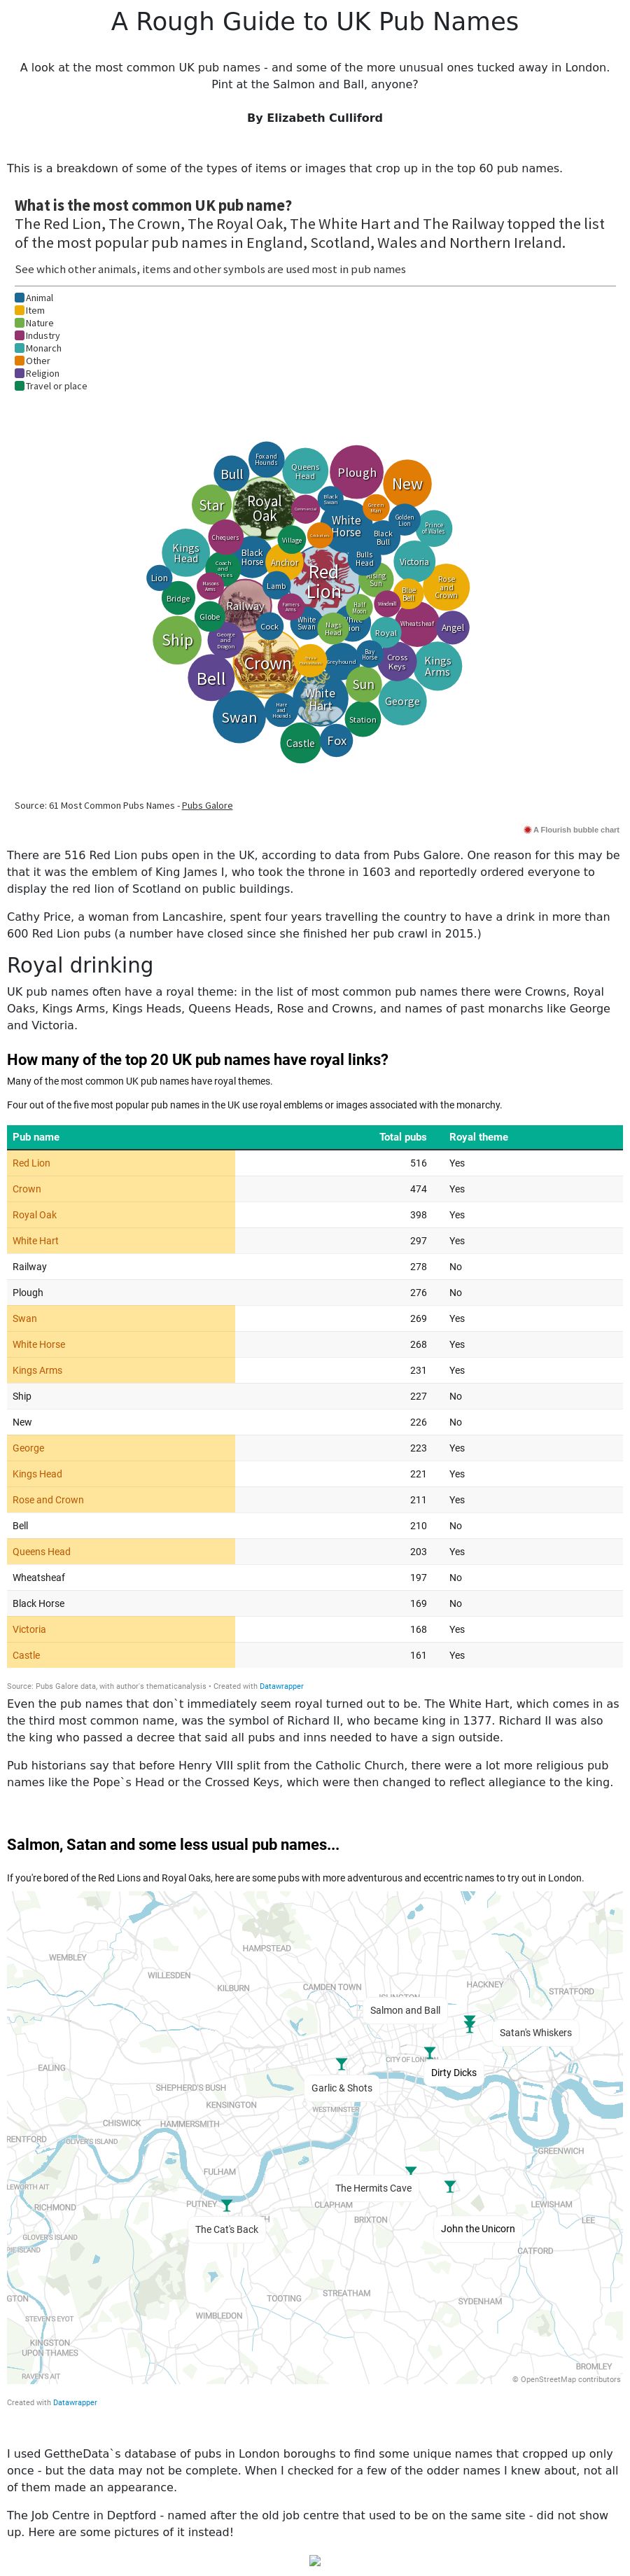 A Rough Guide to UK Pub Names
A look at the most common UK pub names - and some of the more unusual ones tucked away in London.
Pint at the Salmon and Ball, anyone?
By Elizabeth Culliford
This is a breakdown of some of the types of items or images that crop up in the top 60 pub names.
What is the most common UK pub name?
The Red Lion, The Crown, The Royal Oak, The White Hart and The Railway topped the list
of the most popular pub names in England, Scotland, Wales and Northern Ireland.
See which other animals, items and other symbols are used most in pub names
Animal
Item
Nature
Industry
Monarch
Other
Religion
Travel or place
Fox and
Hounds
Bull
Queens
Head
Plough
New
Star
Royal
Oak
Black
Swan
Green
Man
White
Horse
Golden
Lion
Prince
of Wales
Chequers
Village
Black
Bull
Kings
Head
Black
Horse
Anchor
Bulls
Head
Victoria
Coach
and
Lion
Masons
Arms
Lamb
Red
Lion
Rising
Sun
Rose
and
Crown
Bridge
Blue
Bell
Railway
Farmers
Arms
Half
Moon
Windmill
Globe
Cock
White
Swan
Nags
Head
Royal
Wheatsheaf
Angel
Ship
George
and
Dragon
Crown
Greyhound
Bay
Horse
Cross
Keys
Kings
Arms
Bell
White
Hart
Sun
George
Swan
Hare
and
Hounds
Station
Castle
Fox
Source: 61 Most Common Pubs Names - Pubs Galore
A Flourish bubble chart
There are 516 Red Lion pubs open in the UK, according to data from Pubs Galore. One reason for this may be
that it was the emblem of King James I, who took the throne in 1603 and reportedly ordered everyone to
display the red lion of Scotland on public buildings.
Cathy Price, a woman from Lancashire, spent four years travelling the country to have a drink in more than
600 Red Lion pubs (a number have closed since she finished her pub crawl in 2015.)
Royal drinking
UK pub names often have a royal theme: in the list of most common pub names there were Crowns, Royal
Oaks, Kings Arms, Kings Heads, Queens Heads, Rose and Crowns, and names of past monarchs like George
and Victoria.
How many of the top 20 UK pub names have royal links?
Many of the most common UK pub names have royal themes.
Four out of the five most popular pub names in the UK use royal emblems or images associated with the monarchy.
Pub name Total pubs Royal theme
Red Lion 516 Yes
Crown 474 Yes
Royal Oak 398 Yes
White Hart 297 Yes
Railway 278 No
Plough 276 No
Swan 269 Yes
White Horse 268 Yes
Kings Arms 231 Yes
Ship 227 No
New 226 No
George 223 Yes
Kings Head 221 Yes
Rose and Crown 211 Yes
Bell 210 No
Queens Head 203 Yes
Wheatsheaf 197 No
Black Horse 169 No
Victoria 168 Yes
Castle 161 Yes
Source: Pubs Galore data, with author's thematicanalysis • Created with Datawrapper
Even the pub names that don`t immediately seem royal turned out to be. The White Hart, which comes in as
the third most common name, was the symbol of Richard II, who became king in 1377. Richard II was also
the king who passed a decree that said all pubs and inns needed to have a sign outside.
Pub historians say that before Henry VIII split from the Catholic Church, there were a lot more religious pub
names like the Pope`s Head or the Crossed Keys, which were then changed to reflect allegiance to the king.
Salmon, Satan and some less usual pub names...
If you're bored of the Red Lions and Royal Oaks, here are some pubs with more adventurous and eccentric names to try out in London.
HAMPSTEAD
WEMBLEY
WILLESDEN
KILBURN
CAMDEN TOWN
HACKNEY
STRATFORD
ISLINGTON
Salmon and Ball
Satan's Whiskers
CITY OF LONDON
EALING
Dirty Dicks
SHEPHERD'S BUSH
Garlic & Shots
KENSINGTON
WESTMINSTER
CHISWICK
HAMMERSMITH
BRENTFORD
OLIVER'S ISLAND
GREENWICH
FULHAM
The Hermits Cave
ISLEWORTH AIT
RICHMOND
PUTNEY
CLAPHAM
LEWISHAM
BRIXTON
LEE
The Cat's Back
John the Unicorn
GLOVER'S ISLAND
CATFORD
TOOTING
STREATHAM
SYDENHAM
STEVEN'S EYOT
WIMBLEDON
KINGSTON
UPON THAMES
RAVEN'S AIT
BROMLEY
© OpenStreetMap contributors
Created with Datawrapper
I used GettheData`s database of pubs in London boroughs to find some unique names that cropped up only
once - but the data may not be complete. When I checked for a few of the odder names I knew about, not all
of them made an appearance.
The Job Centre in Deptford - named after the old job centre that used to be on the same site - did not show
up. Here are some pictures of it instead!